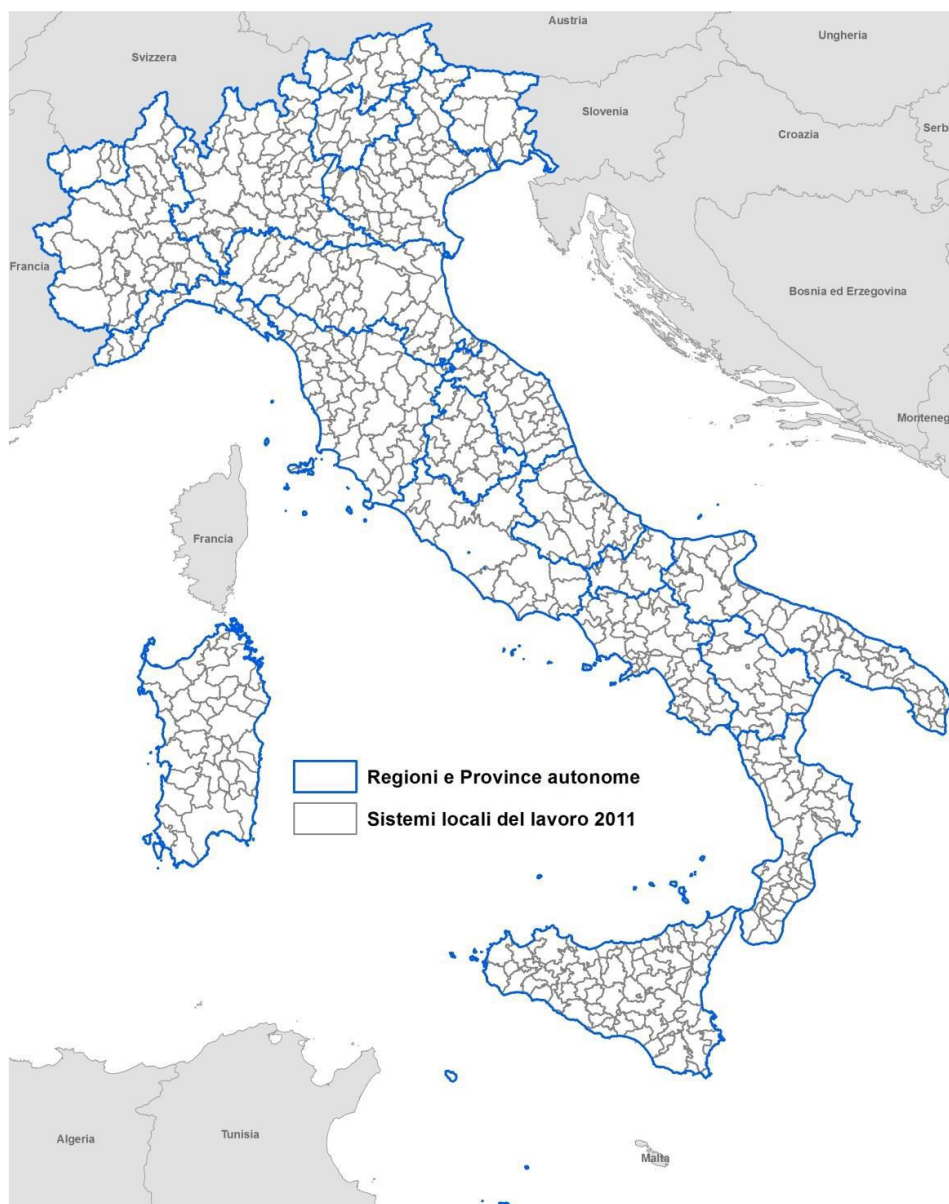 Austria
Ungheria
Svizzera
Slovenia
Croazia
Serb
Francia
Bosnia ed Erzegovina
Monteneg
Francia
Regioni e Province autonome
Sistemi locali del lavoro 2011
Algeria
Tunisia
Malta